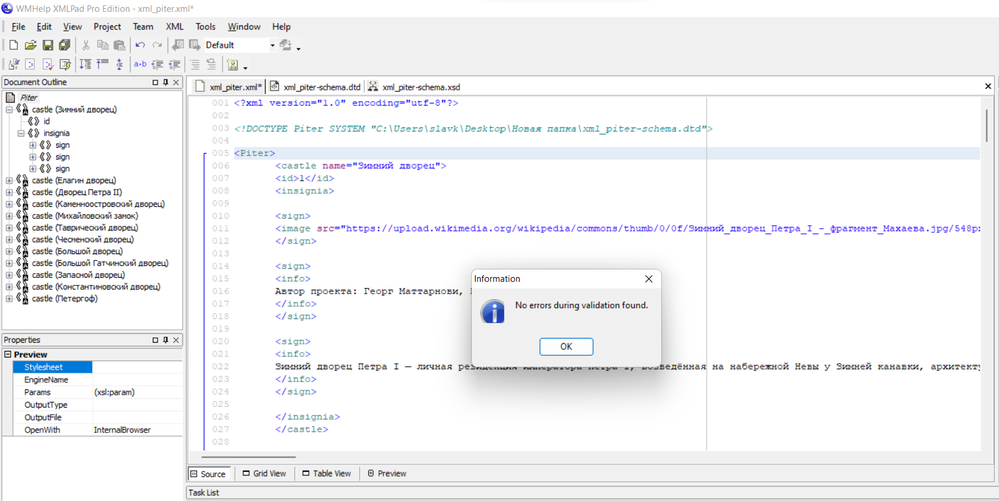 WMHelp XMLPad Pro Edition - xml_piter.xml*
File Edit View Project Team XML Tools Window Help
Default
a·b
Document Outline
Piter
castle (Зимний дворец)
id
insignia
sign
sign
sign
castle (Елагин дворец)
castle (Дворец Петра II)
castle (Каменноостровский дворец)
castle (Михайловский замок)
castle (Таврический дворец)
castle (Чесменский дворец)
castle (Большой дворец)
castle (Большой Гатчинский дворец)
castle (Запасной дворец)
castle (Константиновский дворец)
castle (Петергоф)
Properties
Preview
Stylesheet
EngineName
Params (xsl:param)
OutputType
OutputFile
OpenWith InternalBrowser
xml_piter.xml* xml_piter-schema.dtd xml_piter-schema.xsd
001 <?xml version="1.0" encoding="utf-8"?>
002
003 <!DOCTYPE Piter SYSTEM "C:\Users\slavk\Desktop\Новая папка\xml_piter-schema.dtd">
004
005 <Piter>
006 <castle name="Зимний дворец">
007 <id>1</id>
008 <insignia>
009
010 <sign>
011 <image src="https://upload.wikimedia.org/wikipedia/commons/thumb/0/0f/Зимний_дворец_Петра_I_-_фрагмент_Махаева.jpg/548px
012 </sign>
013
014 <sign>
015 <info>
016 Автор проекта: Георг Маттарнови,
017 </info>
018 </sign>
019
020 <sign>
021 <info>
022 Зимний дворец Петра I — личная резиденция императора Петра I, возведённая на набережной Невы у Зимней канавки, архитекту
023 </info>
024 </sign>
025
026 </insignia>
027 </castle>
028
Information
No errors during validation found.
OK
Source Grid View Table View Preview
Task List